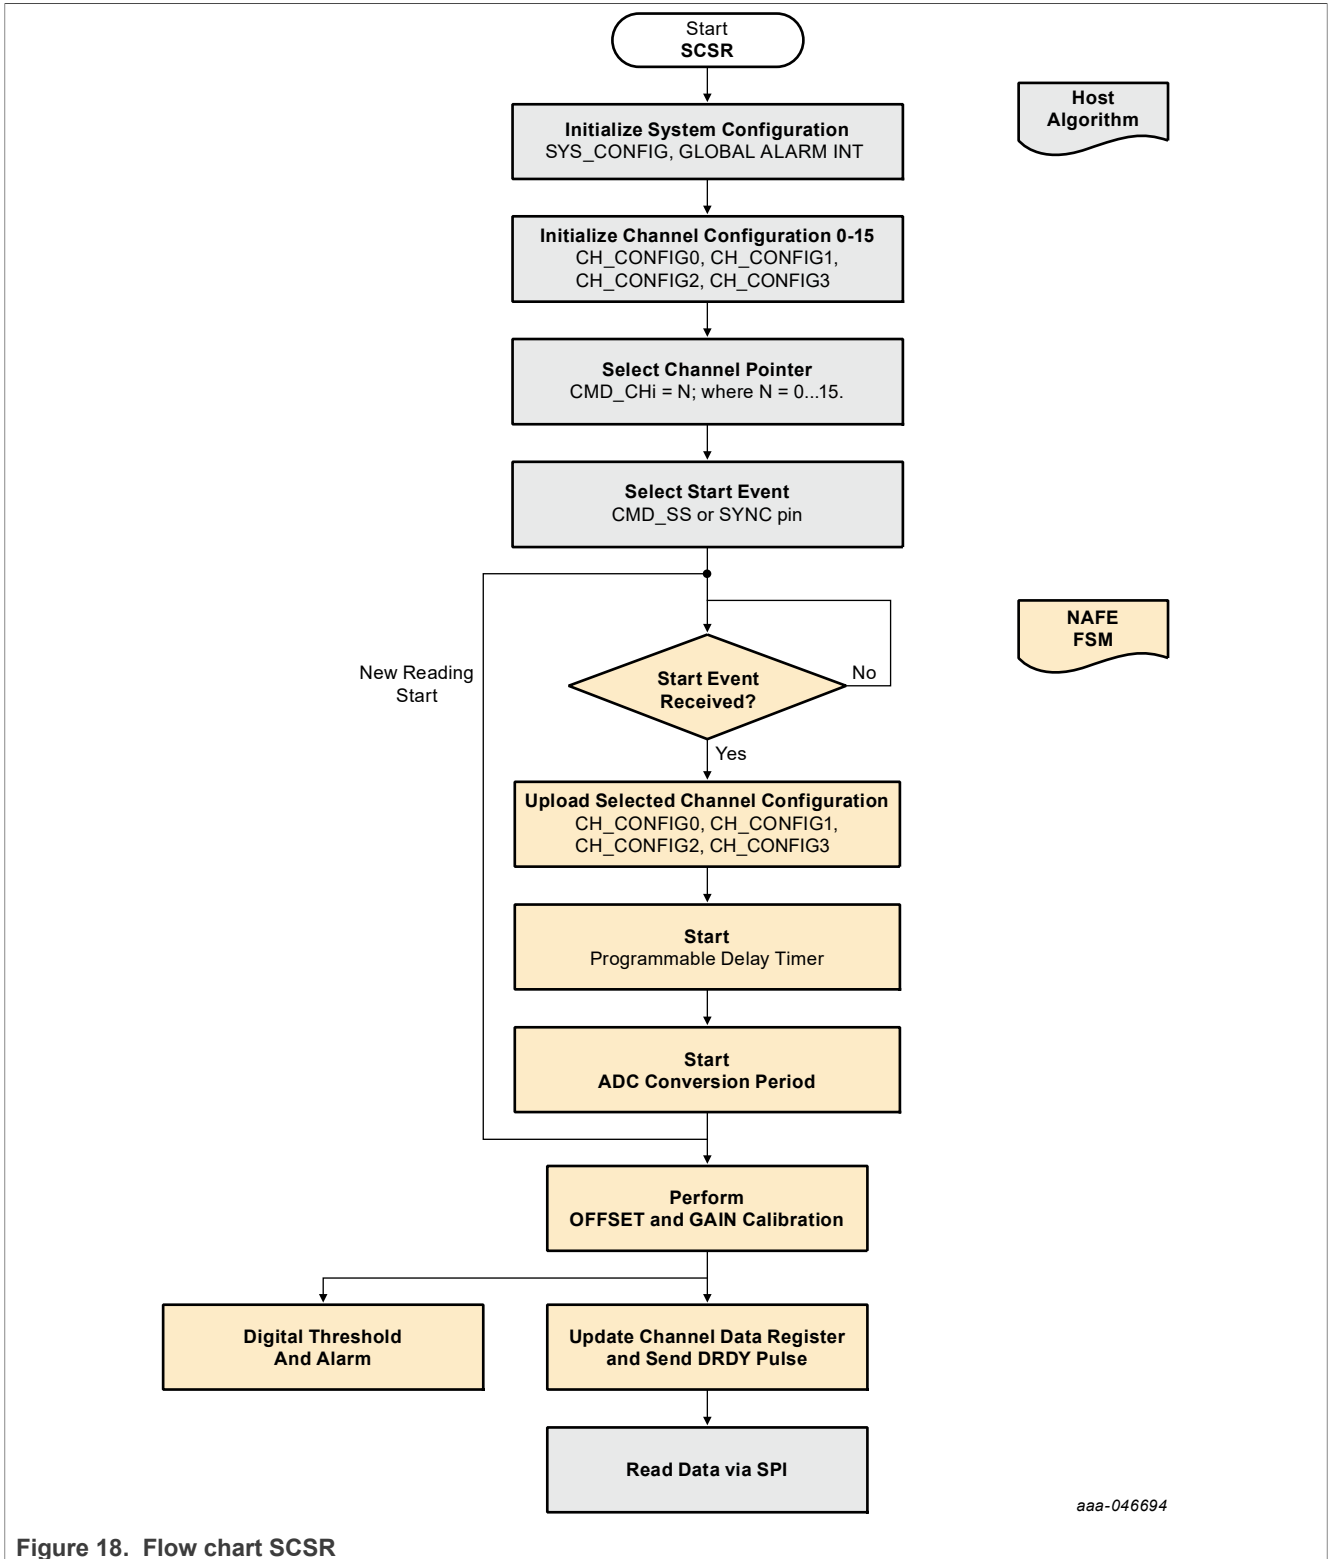 Start
SCSR
Host
Algorithm
Initialize System Configuration
SYS_CONFIG, GLOBAL ALARM INT
Initialize Channel Configuration 0-15
CH_CONFIG0, CH_CONFIG1,
CH_CONFIG2, CH_CONFIG3
Select Channel Pointer
CMD_CHi = N; where N = 0...15.
Select Start Event
CMD_SS or SYNC pin
NAFE
FSM
New Reading
Start
Start Event
Received?
No
Yes
Upload Selected Channel Configuration
CH_CONFIG0, CH_CONFIG1,
CH_CONFIG2, CH_CONFIG3
Start
Programmable Delay Timer
Start
ADC Conversion Period
Perform
OFFSET and GAIN Calibration
Digital Threshold
And Alarm
Update Channel Data Register
and Send DRDY Pulse
Read Data via SPI
aaa-046694
Figure 18. Flow chart SCSR